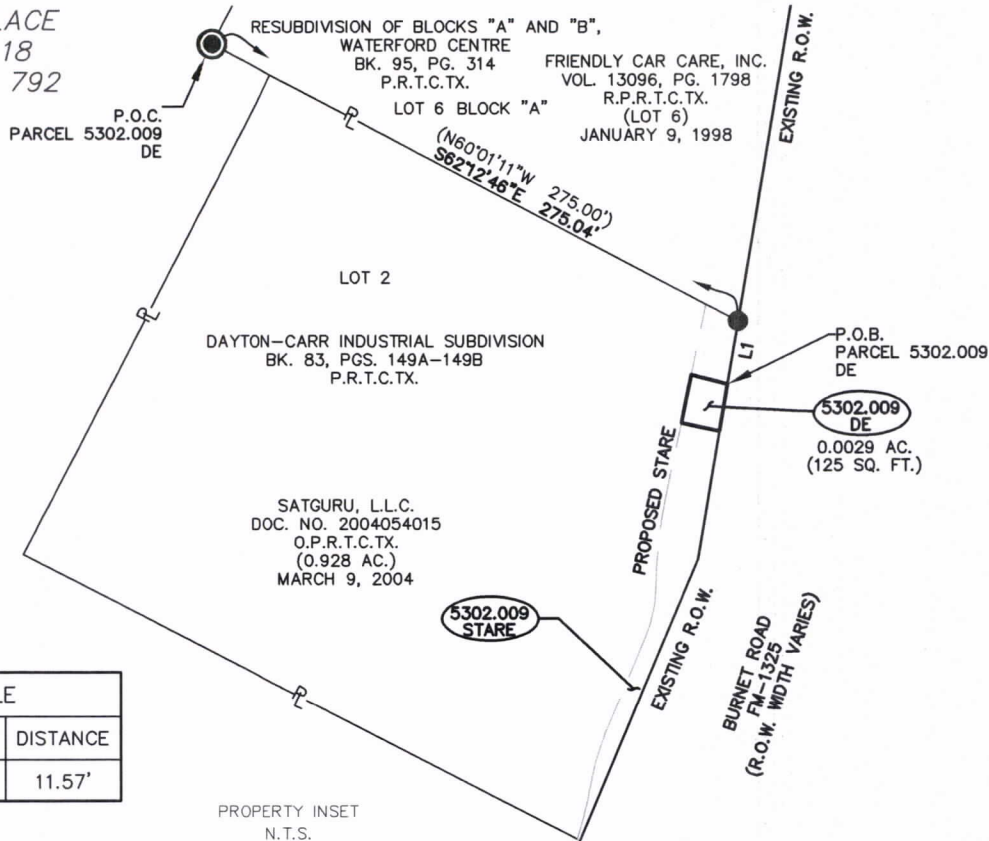 LACE
18
792
P.O.C.
PARCEL 5302.009
DE
RESUBDIVISION OF BLOCKS "A" AND "B",
WATERFORD CENTRE
BK. 95, PG. 314
P.R.T.C.TX.
LOT 6 BLOCK "A"
FRIENDLY CAR CARE, INC.
VOL. 13096, PG. 1798
R.P.R.T.C.TX.
(LOT 6)
JANUARY 9, 1998
EXISTING R.O.W.
(N60°01'11"W 275.00')
S62°12'46"E 275.04'
PL
PL
LOT 2
DAYTON-CARR INDUSTRIAL SUBDIVISION
BK. 83, PGS. 149A-149B
P.R.T.C.TX.
L1
P.O.B.
PARCEL 5302.009
DE
5302.009
DE
0.0029 AC.
(125 SQ. FT.)
PROPOSED STARE
SATGURU, L.L.C.
DOC. NO. 2004054015
O.P.R.T.C.TX.
(0.928 AC.)
MARCH 9, 2004
5302.009
STARE
EXISTING R.O.W.
BURNET ROAD
FM-1325
(R.O.W. WIDTH VARIES)
PL
LE
DISTANCE
11.57'
PROPERTY INSET
N.T.S.